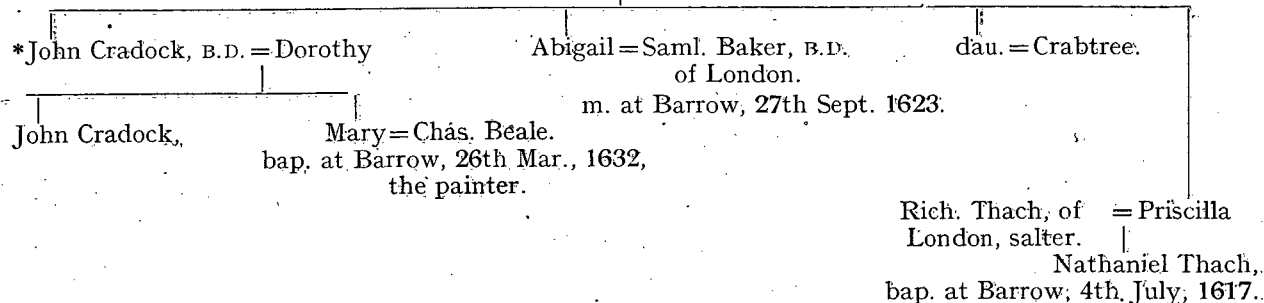 *John Cradock, B.D. = Dorothy
Abigail = Saml. Baker, B.D.
of London.
m. at Barrow, 27th Sept. 1623.
dau. = Crabtree.
John Cradock,
Mary = Chas. Beale.
bap. at Barrow, 26th Mar., 1632,
the painter.
Rich. Thach, of = Priscilla
London, salter.
Nathaniel Thach,
bap. at Barrow, 4th July, 1617.